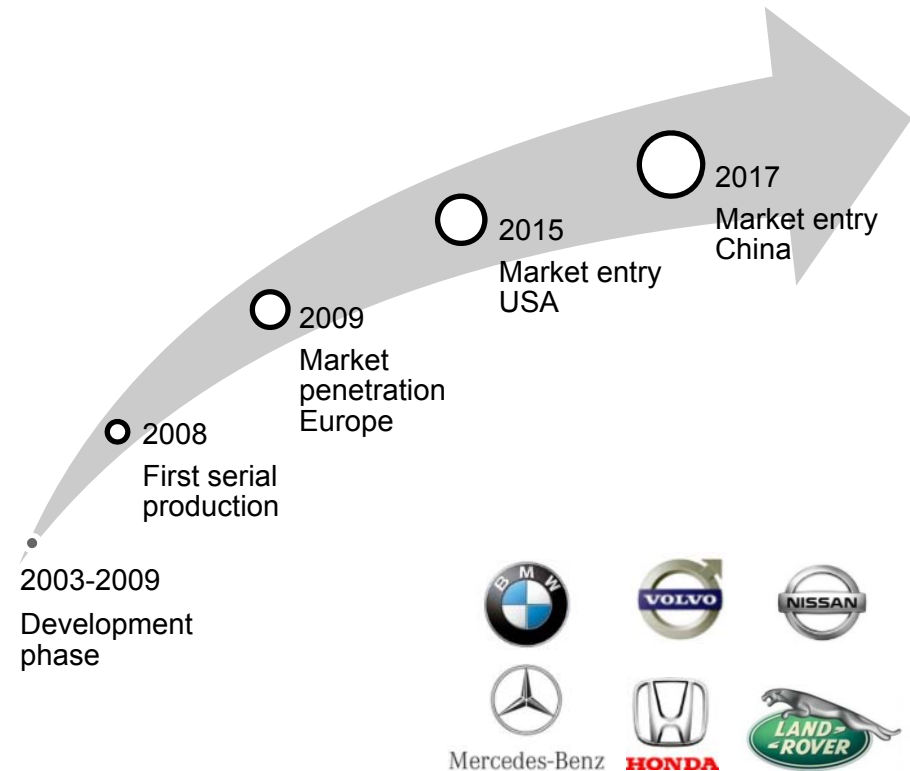 2017
Market entry
China
2015
Market entry
USA
2009
Market
penetration
Europe
2008
First serial
production
2003-2009
Development
phase
BMW
VOLVO
NISSAN
Mercedes-Benz
HONDA
LAND-
-ROVER